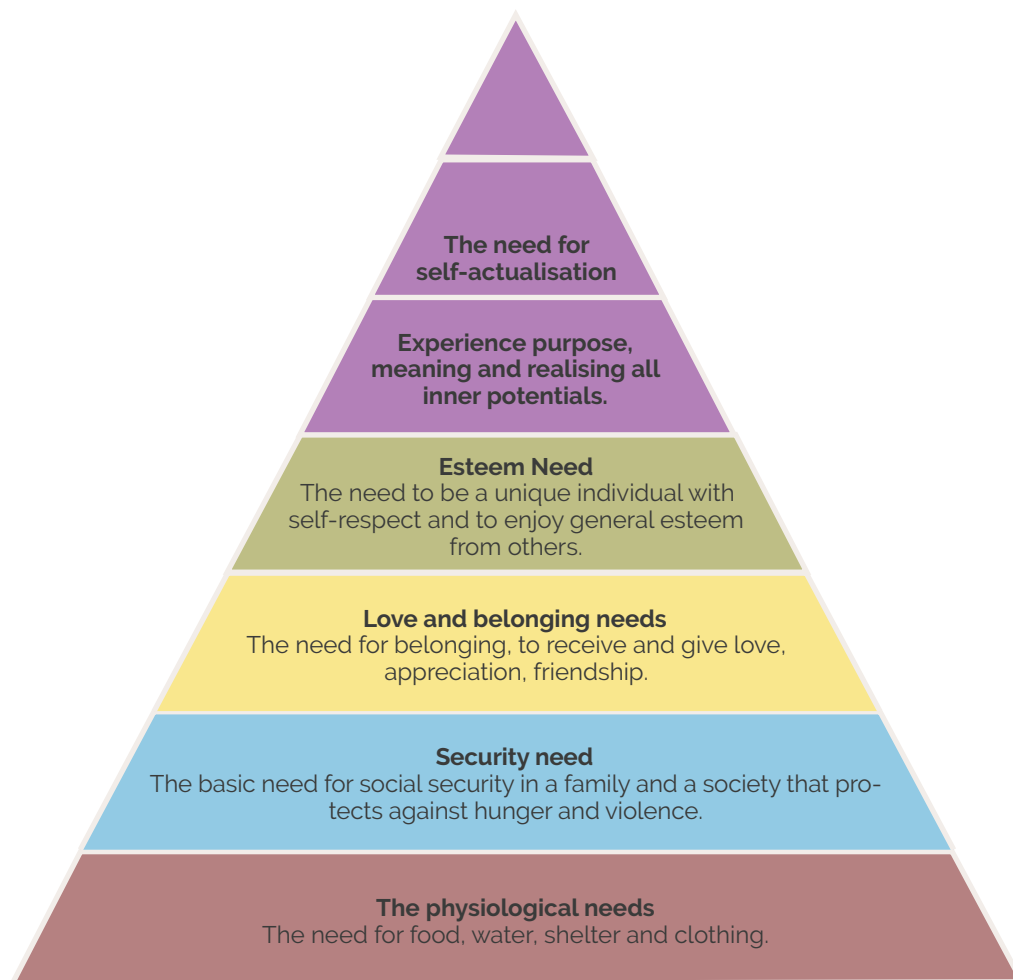 The need for
self-actualisation
Experience purpose,
meaning and realising all
inner potentials.
Esteem Need
The need to be a unique individual with
self-respect and to enjoy general esteem
from others.
Love and belonging needs
The need for belonging, to receive and give love,
appreciation, friendship.
Security need
The basic need for social security in a family and a society that pro-
tects against hunger and violence.
The physiological needs
The need for food, water, shelter and clothing.